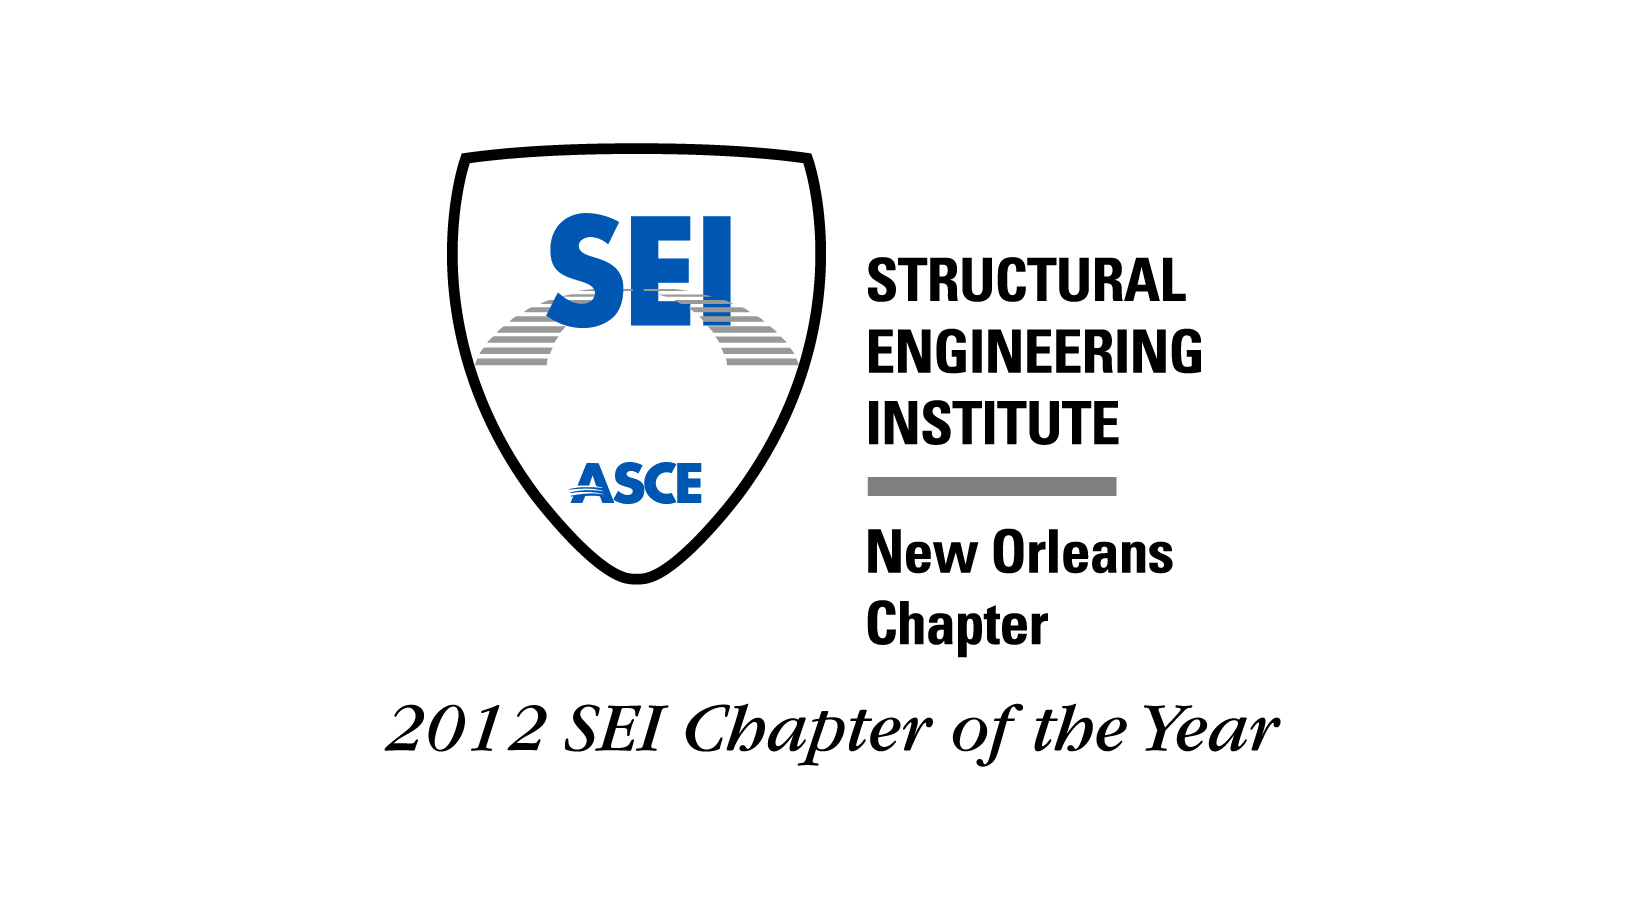 SEI
ASCE
STRUCTURAL
ENGINEERING
INSTITUTE
New Orleans
Chapter
2012 SEI Chapter of the Year